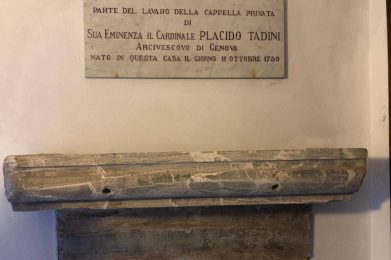 PARTE DEL LAVABO DELLA CAPPELLA PRIVATA
DI
SUA EMINENZA IL CARDINALE PLACIDO TADINI
ARCIVESCOVO DI GENOVA
NATO IN QUESTA CASA IL GIORNO 11 OTTOBRE 1759